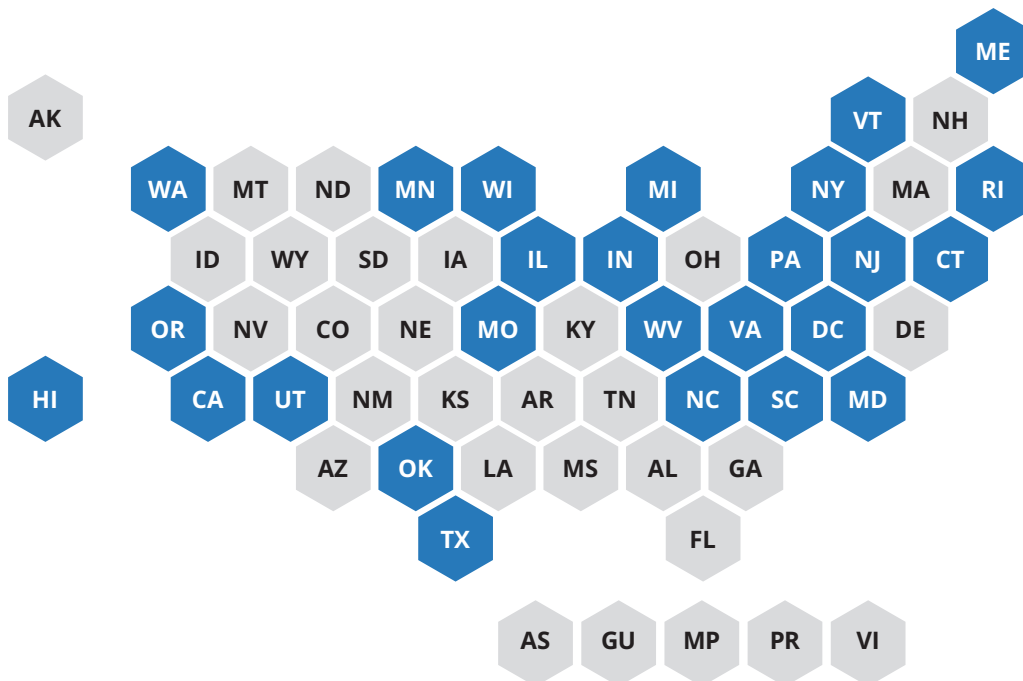 ME
AK VT NH
WA MT ND MN WI MI NY MA RI
ID WY SD IA IL IN OH PA NJ CT
OR NV CO NE MO KY WV VA DC DE
HI CA UT NM KS AR TN NC SC MD
AZ OK LA MS AL GA
TX FL
AS GU MP PR VI